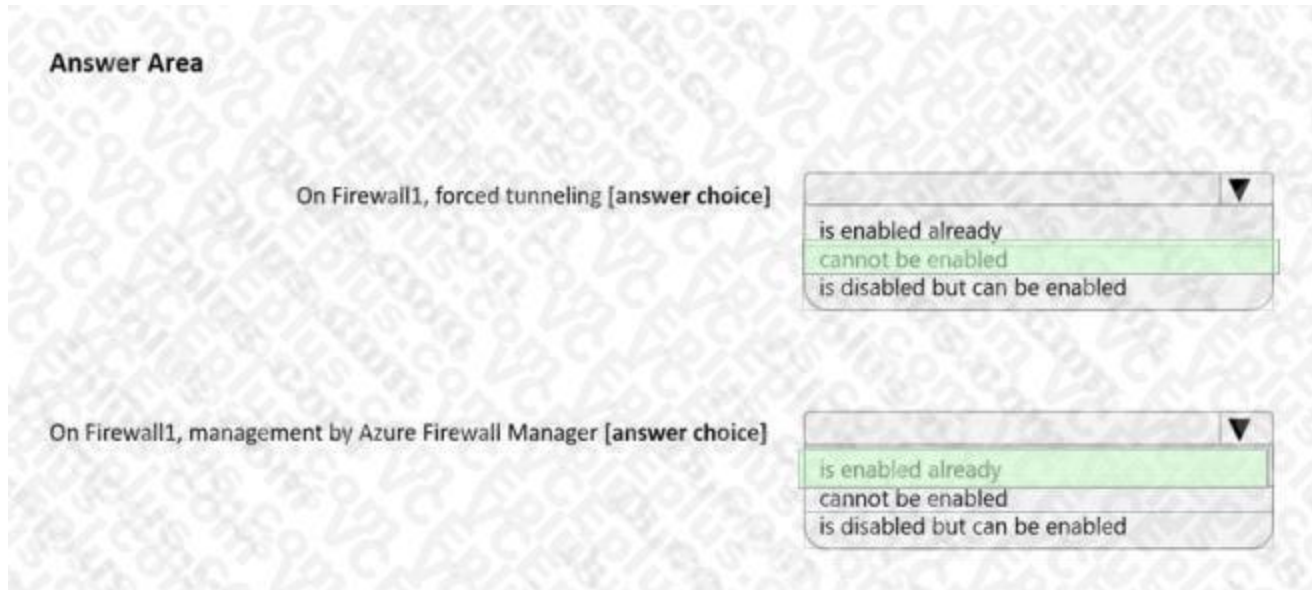 Answer Area
On Firewall1, forced tunneling [answer choice]
is enabled already
cannot be enabled
is disabled but can be enabled
On Firewall1, management by Azure Firewall Manager [answer choice]
is enabled already
cannot be enabled
is disabled but can be enabled